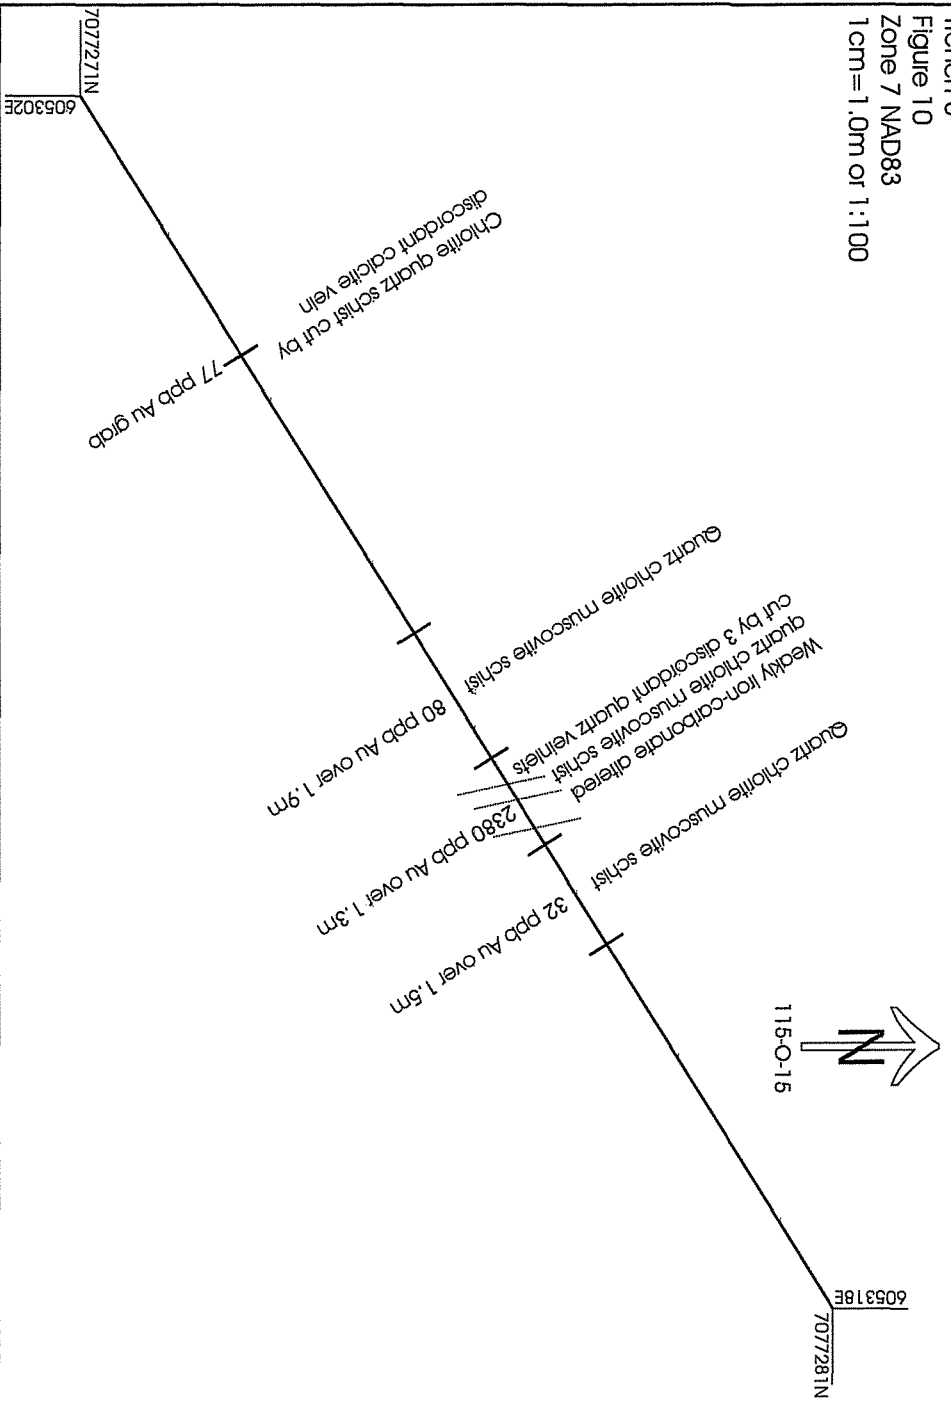 Figure 10
Zone 7 NAD83
1cm=1.0m or 1:100
7077271N
605302E
Chlorite quartz schist cut by
discordant calcite vein
77 ppb Au grab
Quartz chlorite muscovite schist
80 ppb Au over 1.9m
Weakly iron-carbonate altered
quartz chlorite muscovite schist
cut by 3 discordant quartz veinlets
2380 ppb Au over 1.3m
Quartz chlorite muscovite schist
32 ppb Au over 1.5m
N
115-O-15
605318E
7077281N